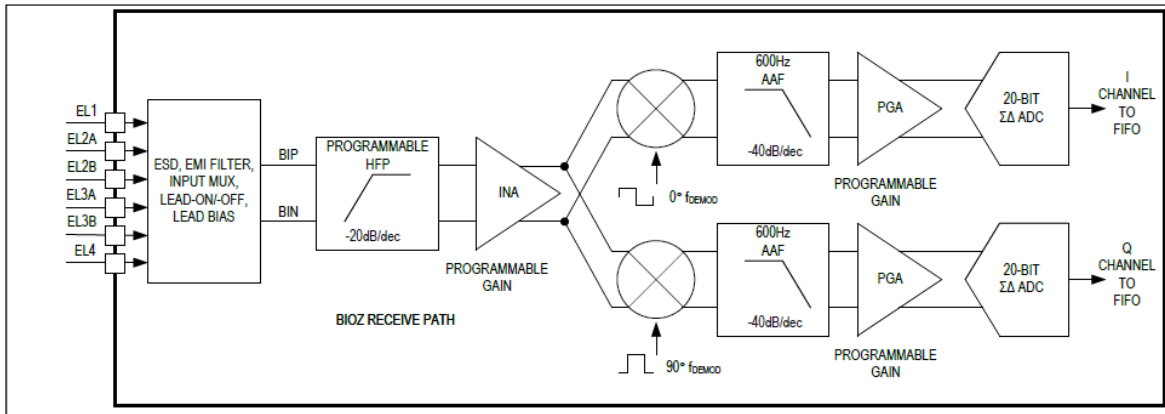 EL1
EL2A
EL2B
EL3A
EL3B
EL4
ESD, EMI FILTER,
INPUT MUX,
LEAD-ON/-OFF,
LEAD BIAS
BIP
BIN
PROGRAMMABLE
HFP
-20dB/dec
INA
PROGRAMMABLE
GAIN
BIOZ RECEIVE PATH
0° fDEMOD
600Hz
AAF
-40dB/dec
PGA
PROGRAMMABLE
GAIN
20-BIT
ΣΔ ADC
I
CHANNEL
TO
FIFO
90° fDEMOD
600Hz
AAF
-40dB/dec
PGA
PROGRAMMABLE
GAIN
20-BIT
ΣΔ ADC
Q
CHANNEL
TO
FIFO